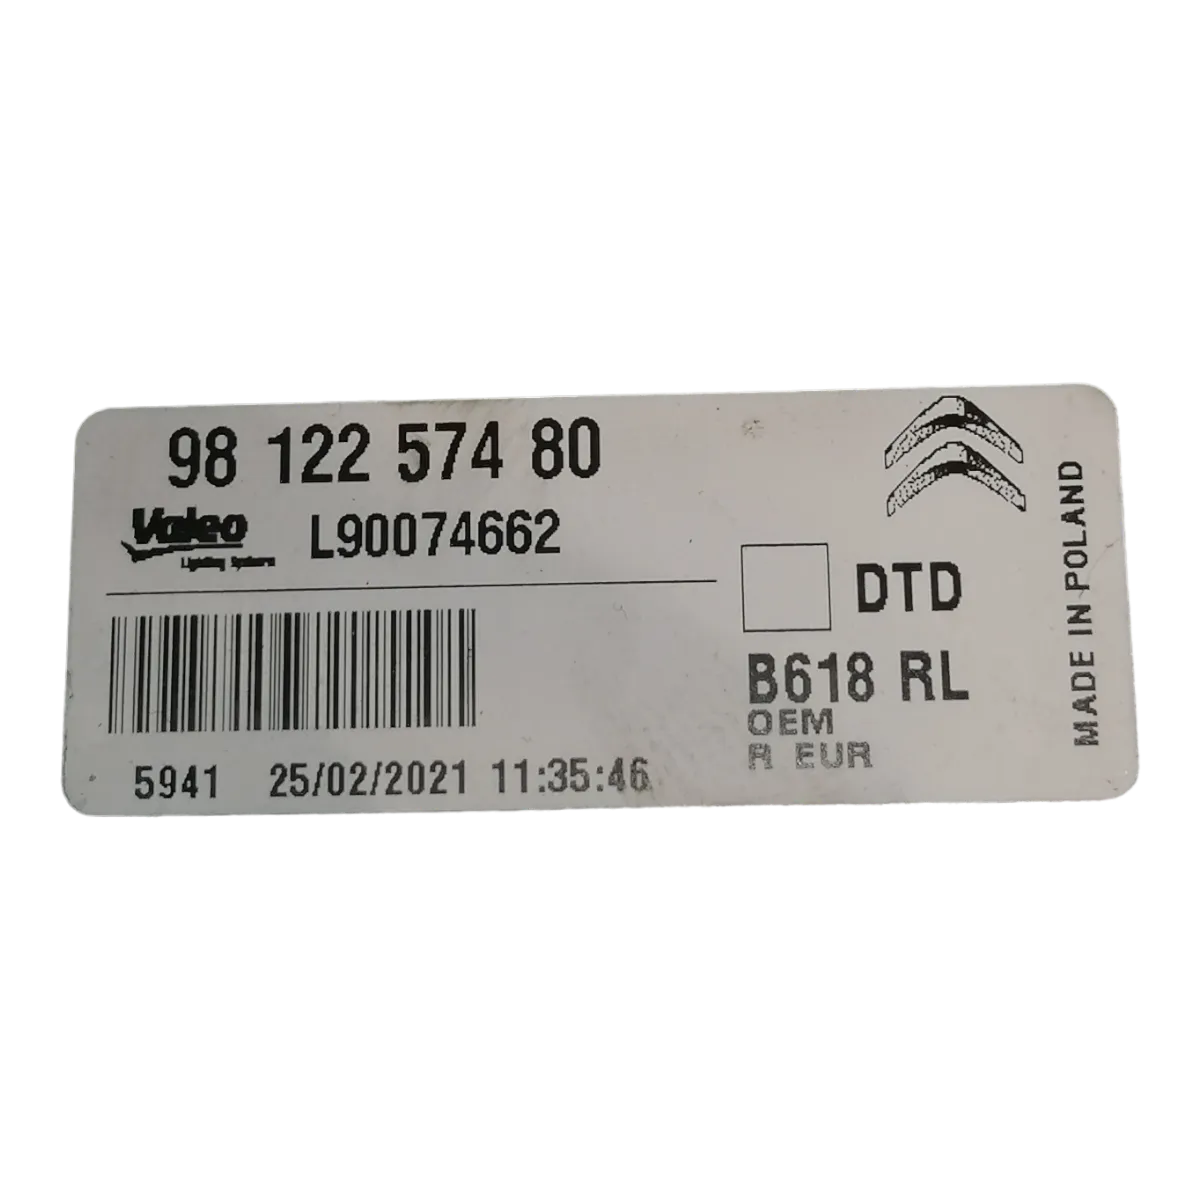 98 122 574 80
Valeo
Lighting Systems
L90074662
DTD
B618 RL
OEM
R EUR
5941 25/02/2021 11:35:46
MADE IN POLAND